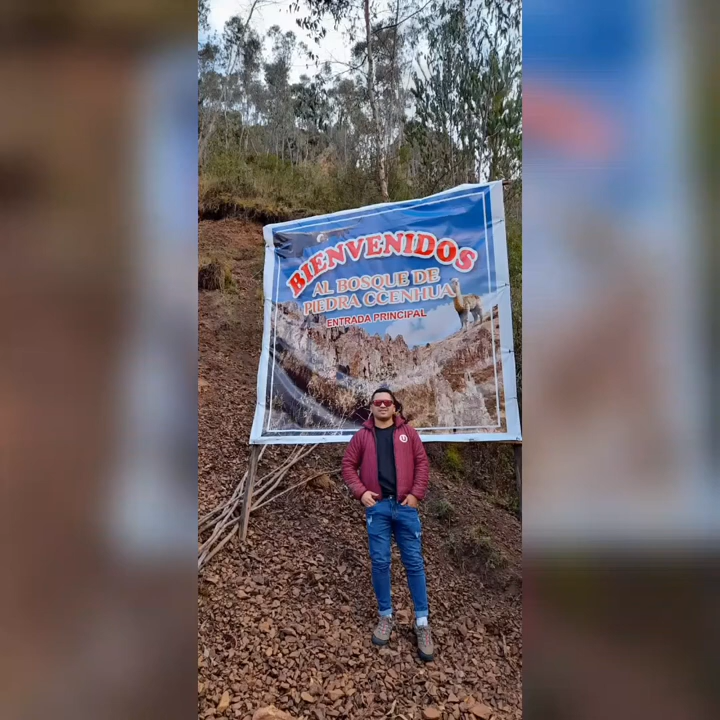 BIENVENIDOS
AL BOSQUE DE
PIEDRA CCENHUA
ENTRADA PRINCIPAL